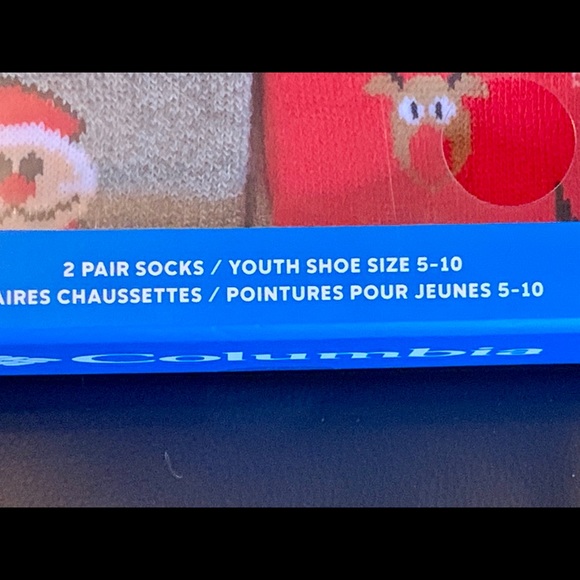 2 PAIR SOCKS / YOUTH SHOE SIZE 5-10
AIRES CHAUSSETTES / POINTURES POUR JEUNES 5-10
Columbia